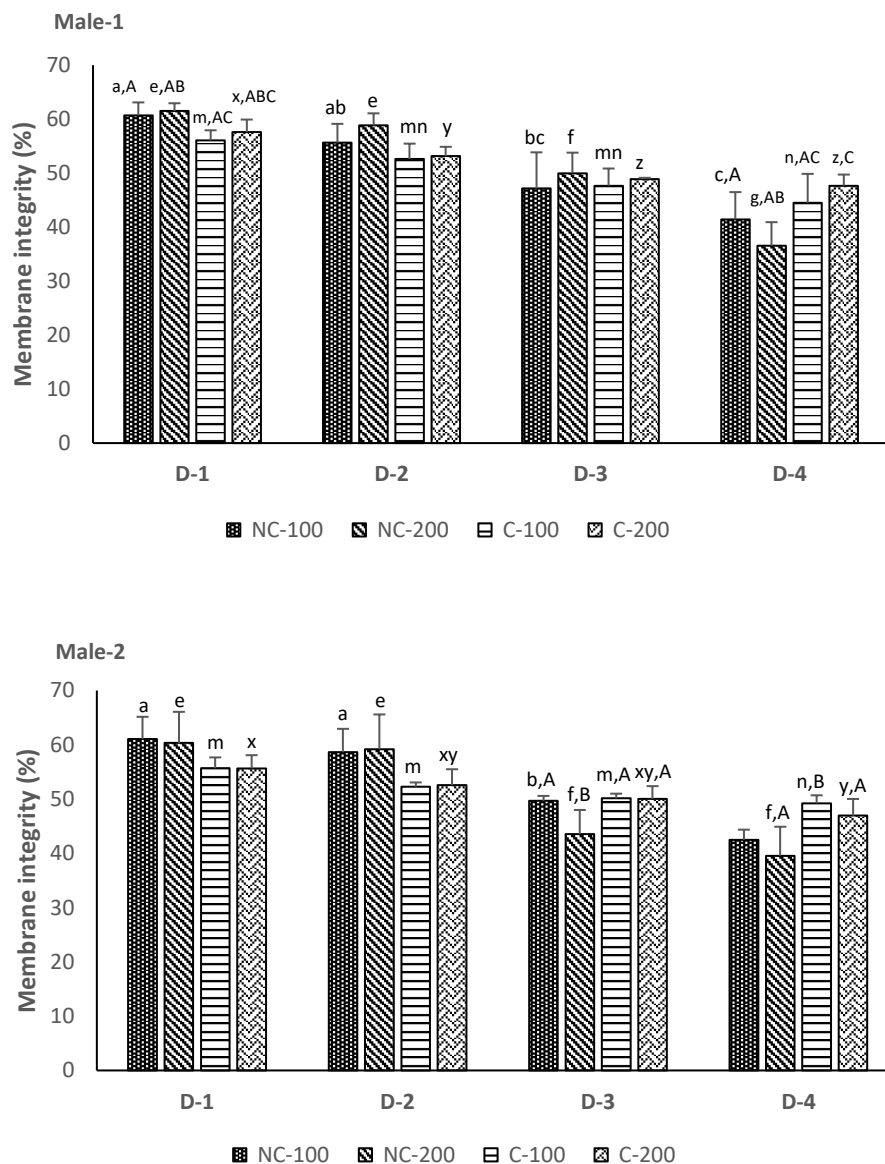 Male-1
Membrane integrity (%)
70
60
50
40
30
20
10
0
a,A e,AB m,AC x,ABC
ab e mn y
bc f mn z
c,A g,AB n,AC z,C
D-1 D-2 D-3 D-4
NC-100 NC-200 C-100 C-200
Male-2
Membrane integrity (%)
70
60
50
40
30
20
10
0
a e m x
a e m xy
b,A f,B m,A xy,A
f,A n,B y,A
D-1 D-2 D-3 D-4
NC-100 NC-200 C-100 C-200